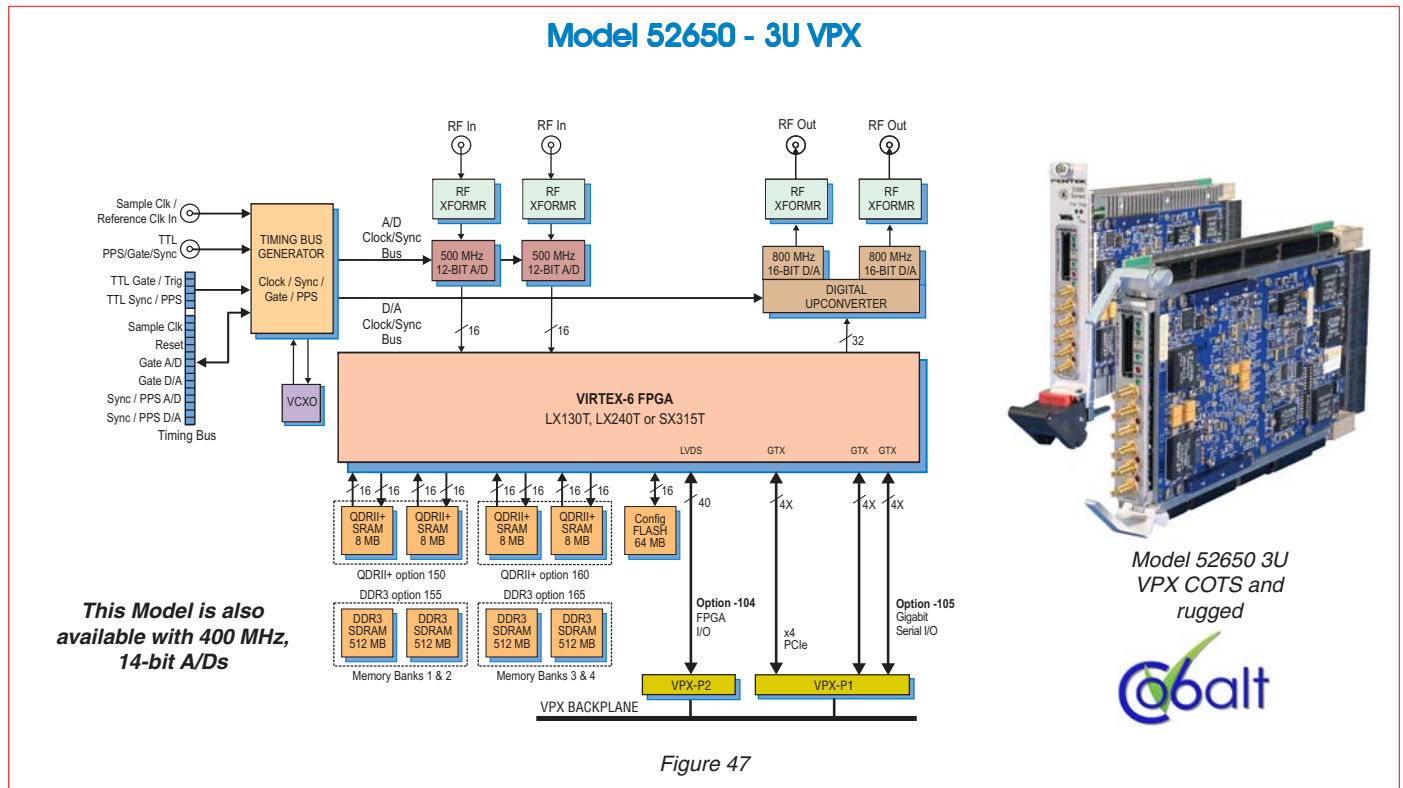 Model 52650 - 3U VPX
RF In
RF In
RF Out
RF Out
Sample Clk /
Reference Clk In
TTL
PPS/Gate/Sync
TTL Gate / Trig
TTL Sync / PPS
Sample Clk
Reset
Gate A/D
Gate D/A
Sync / PPS A/D
Sync / PPS D/A
Timing Bus
TIMING BUS
GENERATOR
Clock / Sync /
Gate / PPS
VCXO
A/D
Clock/Sync
Bus
D/A
Clock/Sync
Bus
RF
XFORMR
RF
XFORMR
RF
XFORMR
RF
XFORMR
500 MHz
12-BIT A/D
500 MHz
12-BIT A/D
800 MHz
16-BIT D/A
800 MHz
16-BIT D/A
DIGITAL
UPCONVERTER
16
16
32
VIRTEX-6 FPGA
LX130T, LX240T or SX315T
LVDS
GTX
GTX
GTX
16
16
16
16
16
16
16
16
16
40
4X
4X
4X
QDRII+
SRAM
8 MB
QDRII+
SRAM
8 MB
QDRII+
SRAM
8 MB
QDRII+
SRAM
8 MB
Config
FLASH
64 MB
QDRII+ option 150
QDRII+ option 160
DDR3 option 155
DDR3 option 165
DDR3
SDRAM
512 MB
DDR3
SDRAM
512 MB
DDR3
SDRAM
512 MB
DDR3
SDRAM
512 MB
Memory Banks 1 & 2
Memory Banks 3 & 4
Option -104
FPGA
I/O
x4
PCIe
Option -105
Gigabit
Serial I/O
VPX-P2
VPX-P1
VPX BACKPLANE
This Model is also
available with 400 MHz,
14-bit A/Ds
PENTEK
Model 52650 3U
VPX COTS and
rugged
Cobalt
Figure 47